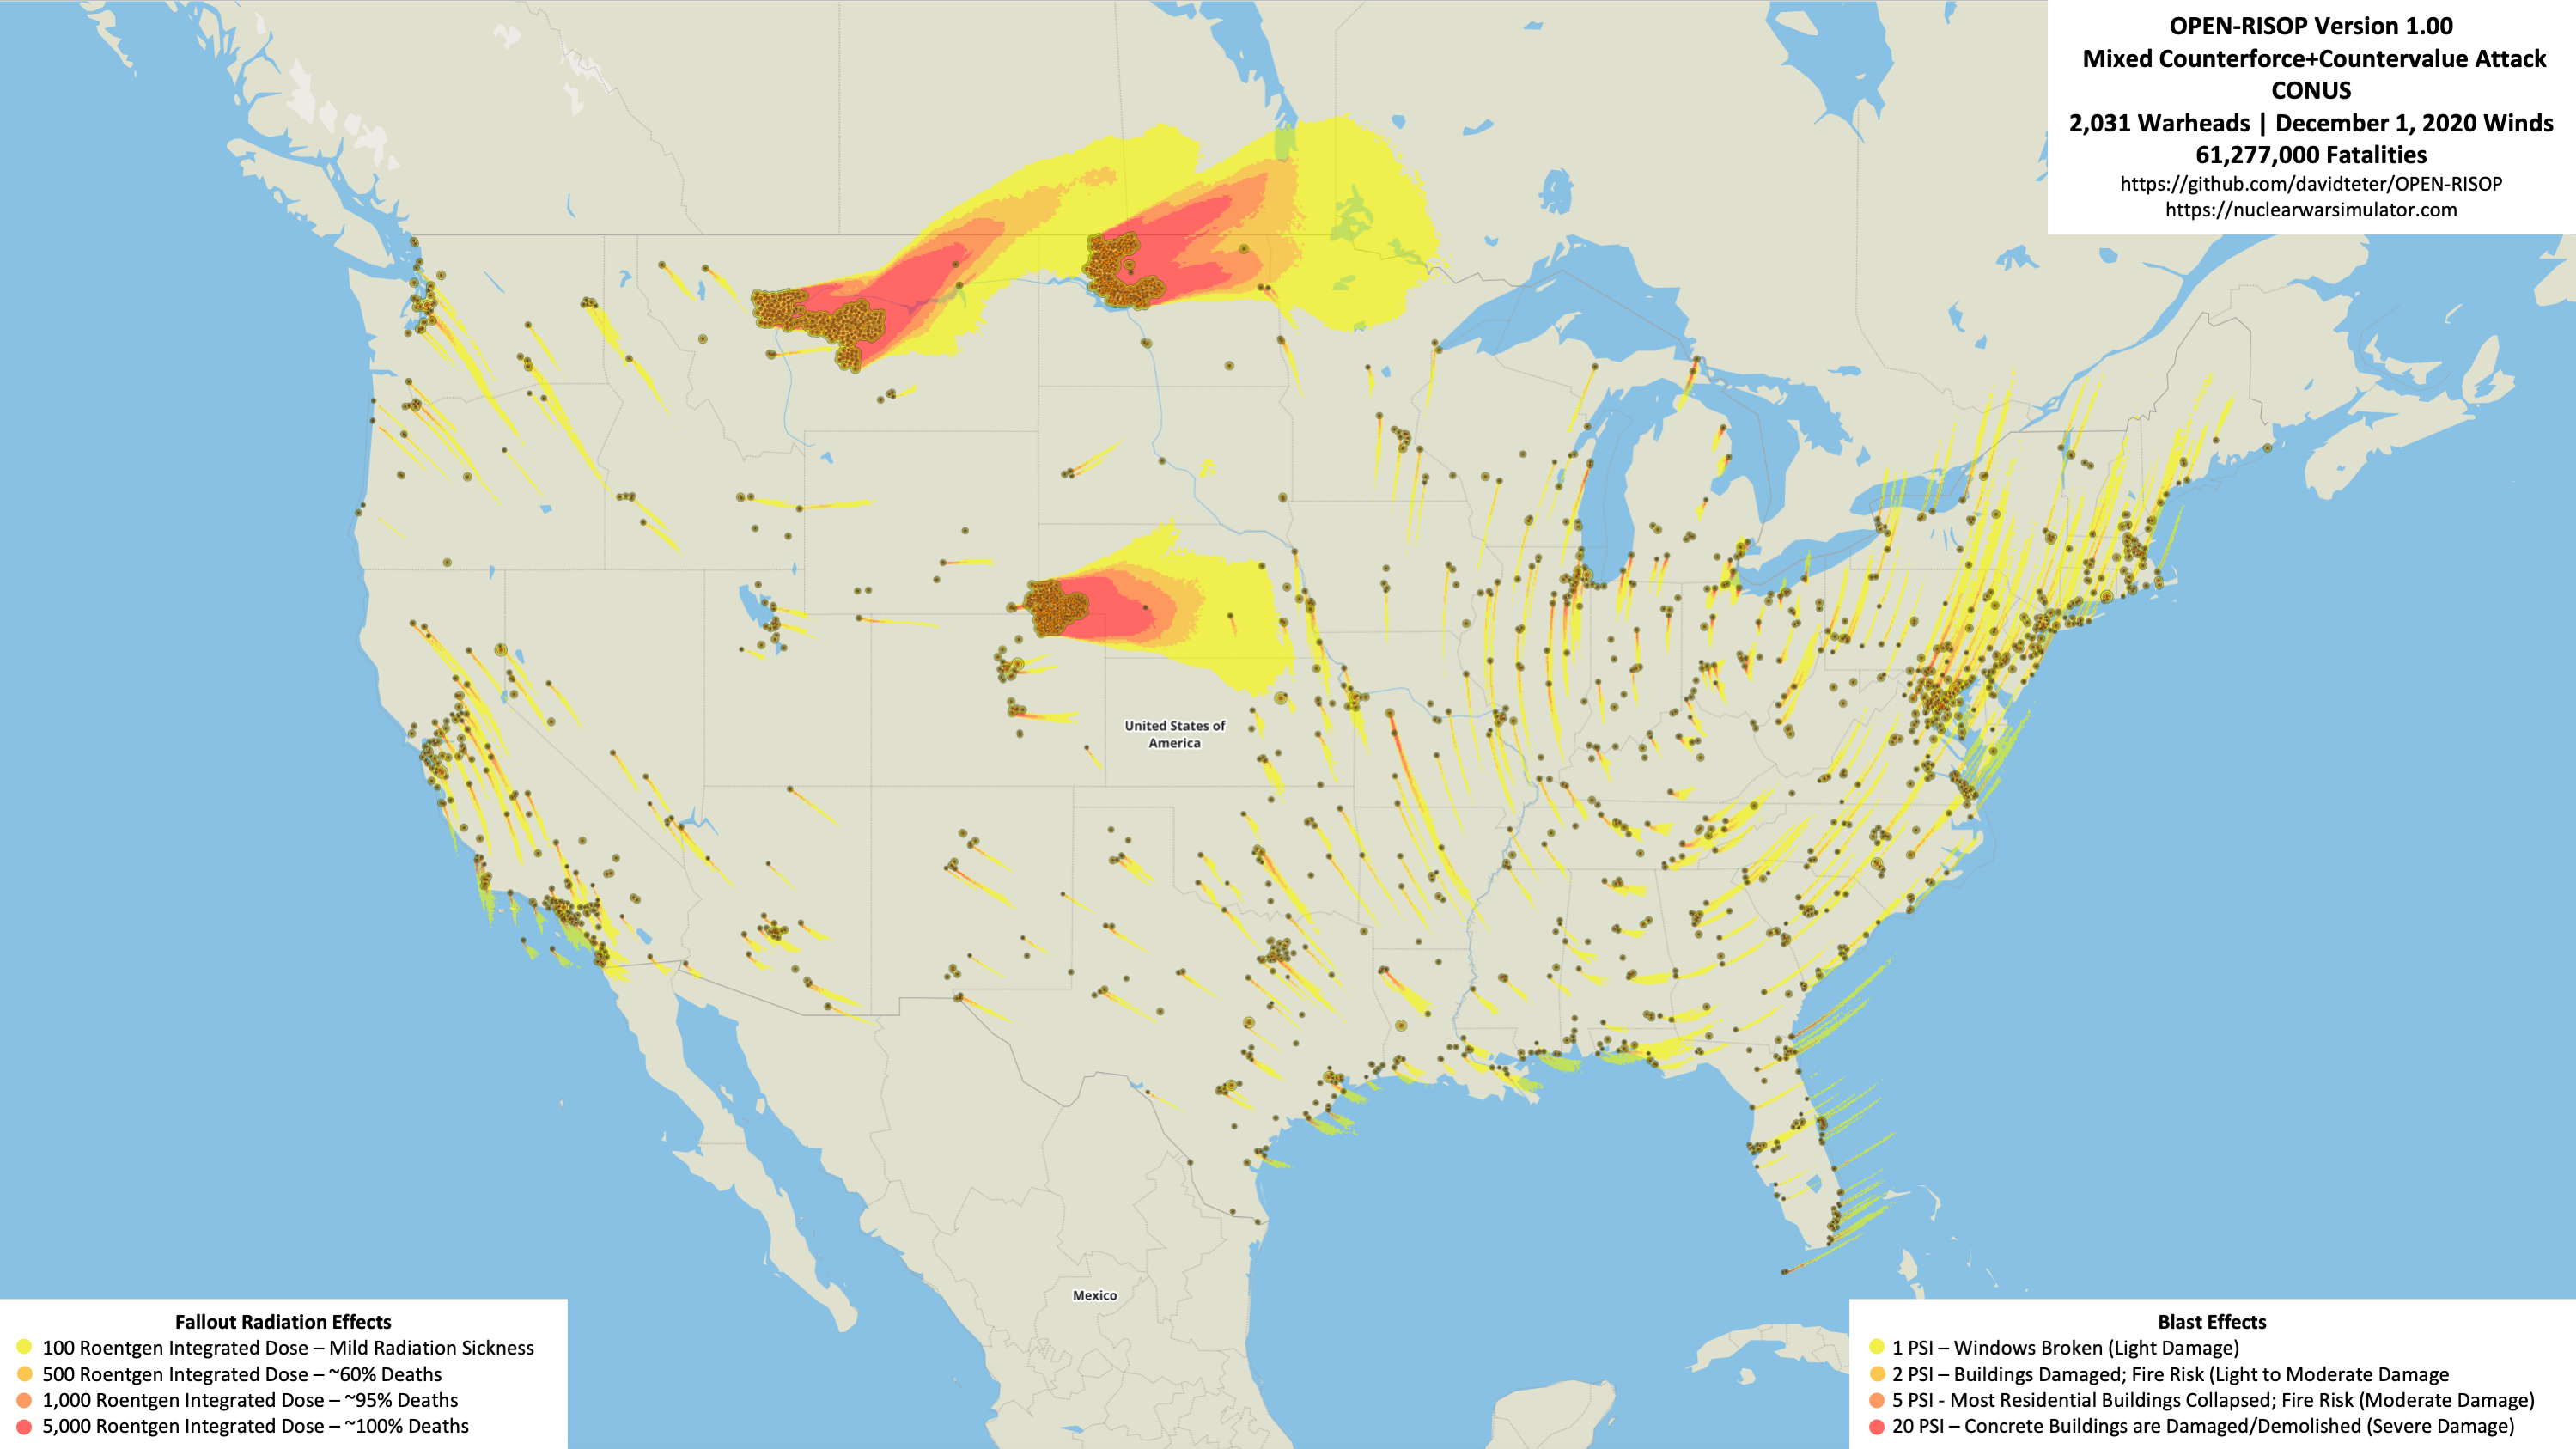 OPEN-RISOP Version 1.00
Mixed Counterforce+Countervalue Attack
CONUS
2,031 Warheads | December 1, 2020 Winds
61,277,000 Fatalities
https://github.com/davidteter/OPEN-RISOP
https://nuclearwarsimulator.com
United States of
America
Mexico
Fallout Radiation Effects
100 Roentgen Integrated Dose – Mild Radiation Sickness
500 Roentgen Integrated Dose – ~60% Deaths
1,000 Roentgen Integrated Dose – ~95% Deaths
5,000 Roentgen Integrated Dose – ~100% Deaths
Blast Effects
1 PSI – Windows Broken (Light Damage)
2 PSI – Buildings Damaged; Fire Risk (Light to Moderate Damage
5 PSI - Most Residential Buildings Collapsed; Fire Risk (Moderate Damage)
20 PSI – Concrete Buildings are Damaged/Demolished (Severe Damage)